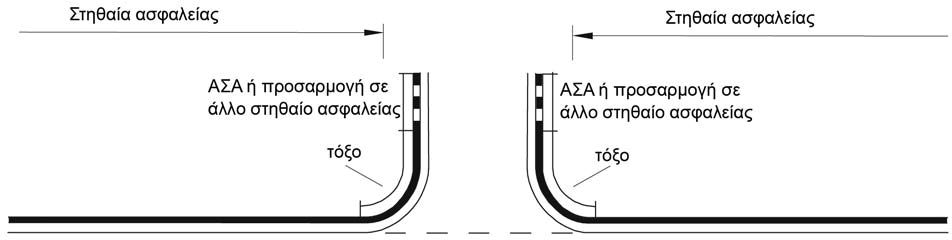 Στηθαία ασφαλείας
Στηθαία ασφαλείας
ΑΣΑ ή προσαρμογή σε
άλλο στηθαίο ασφαλείας
ΑΣΑ ή προσαρμογή σε
άλλο στηθαίο ασφαλείας
τόξο
τόξο